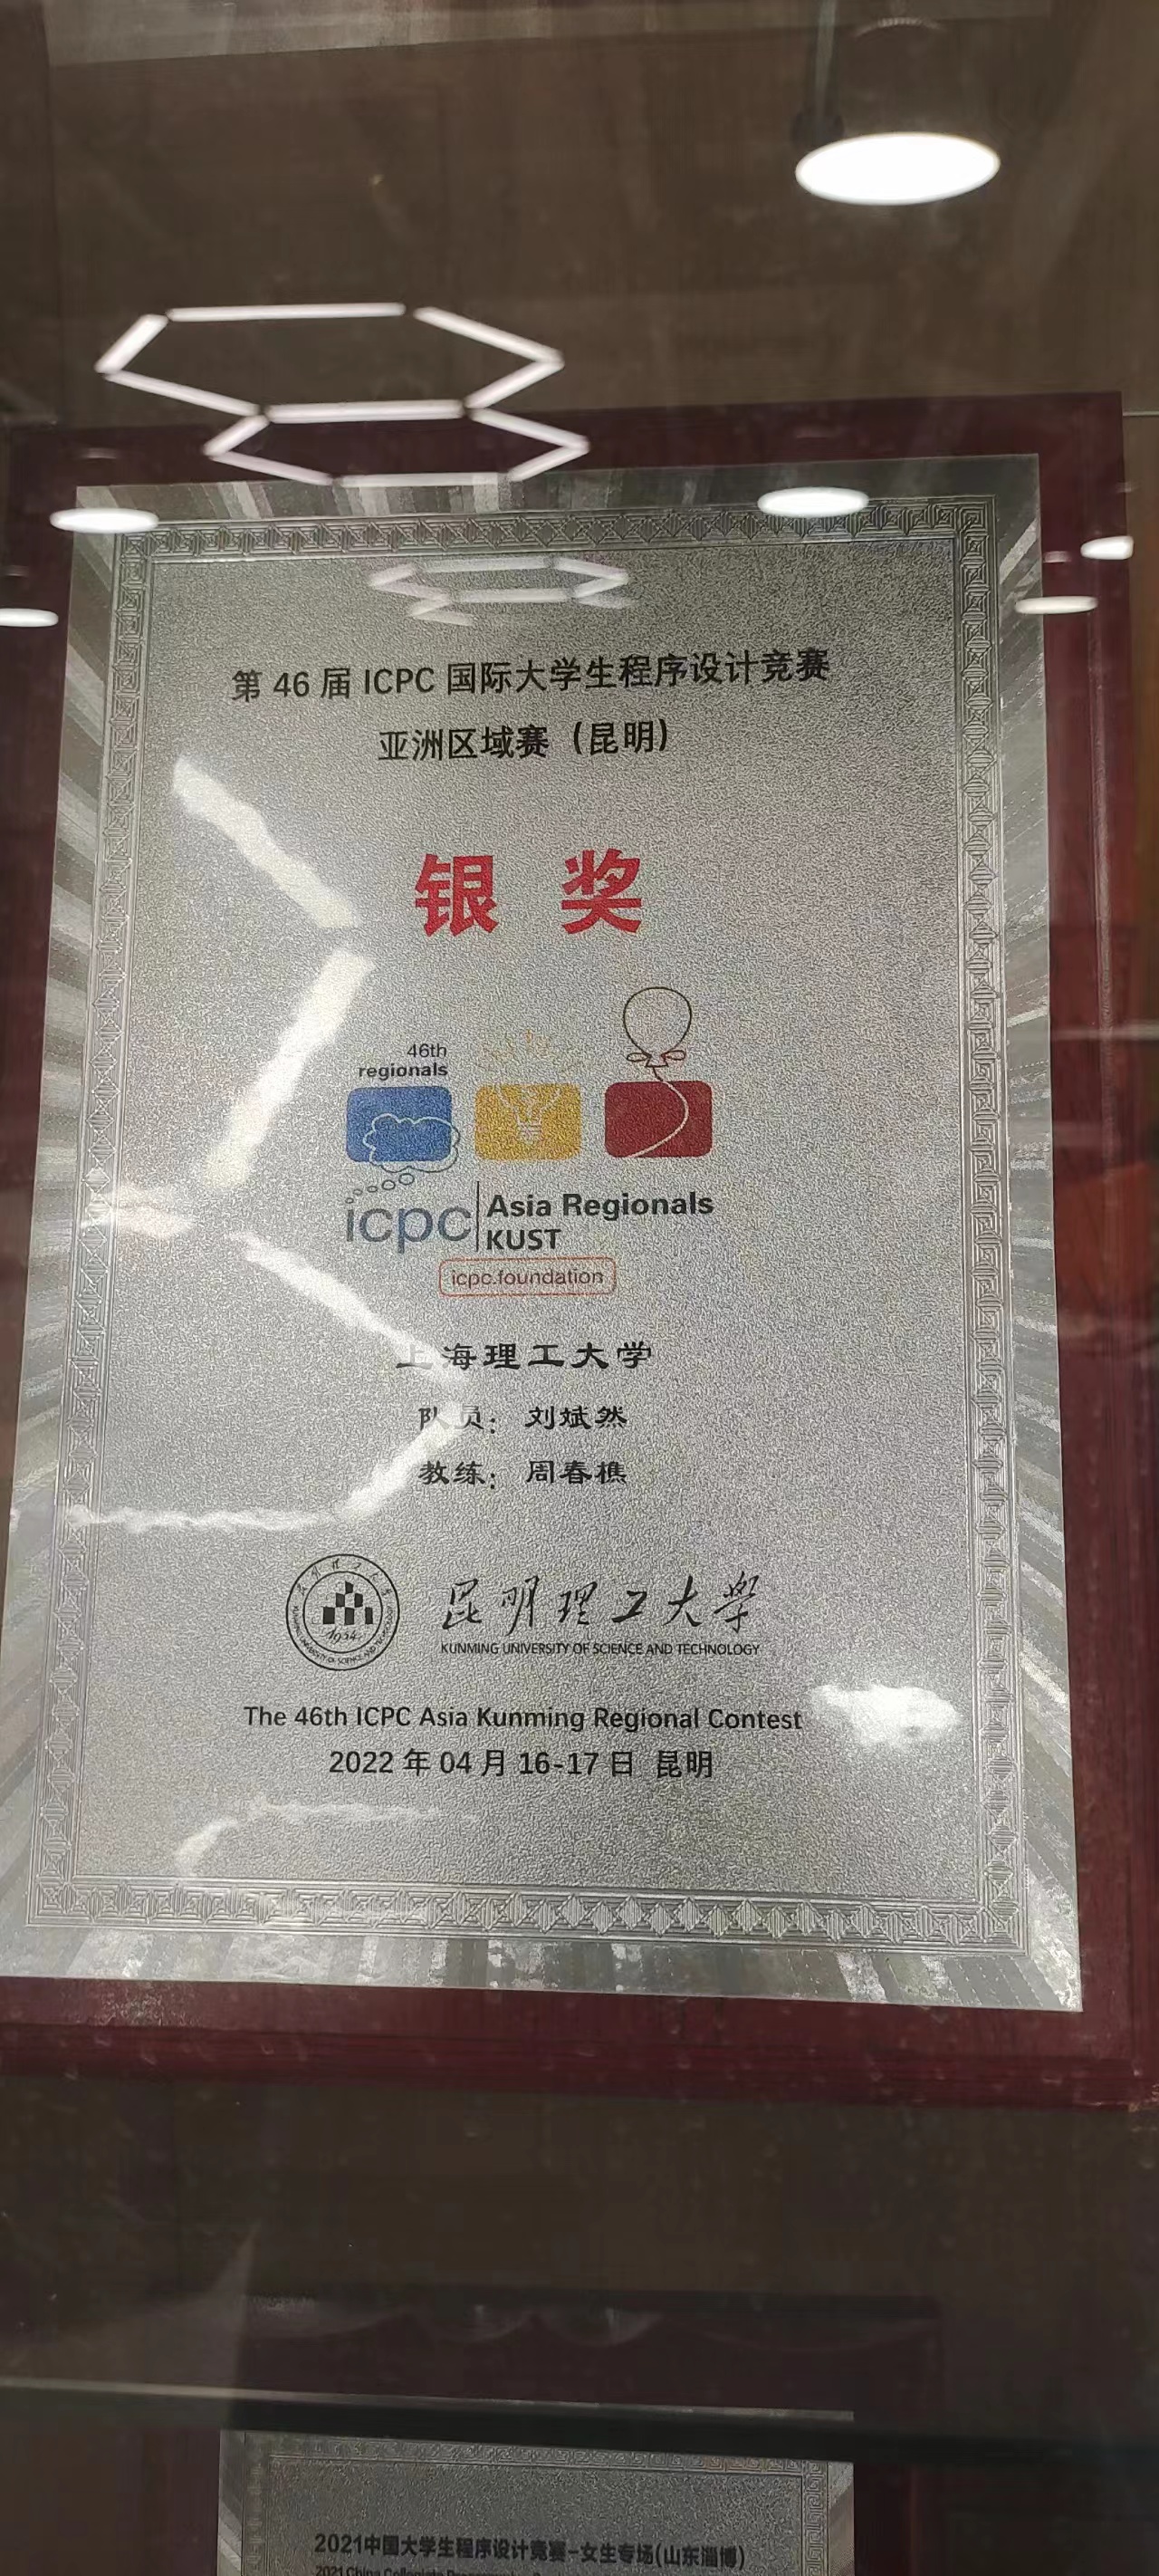 第 46 届 ICPC 国际大学生程序设计竞赛
亚洲区域赛（昆明）
银 奖
46th
regionals
icpc
Asia Regionals
KUST
icpc.foundation
上海理工大学
队员：刘斌然
教练：周春樵
1954
昆明理工大學
KUNMING UNIVERSITY OF SCIENCE AND TECHNOLOGY
The 46th ICPC Asia Kunming Regional Contest
2022 年 04 月 16-17 日 昆明
2021中国大学生程序设计竞赛-女生专场(山东淄博)
2021 China Collegiate